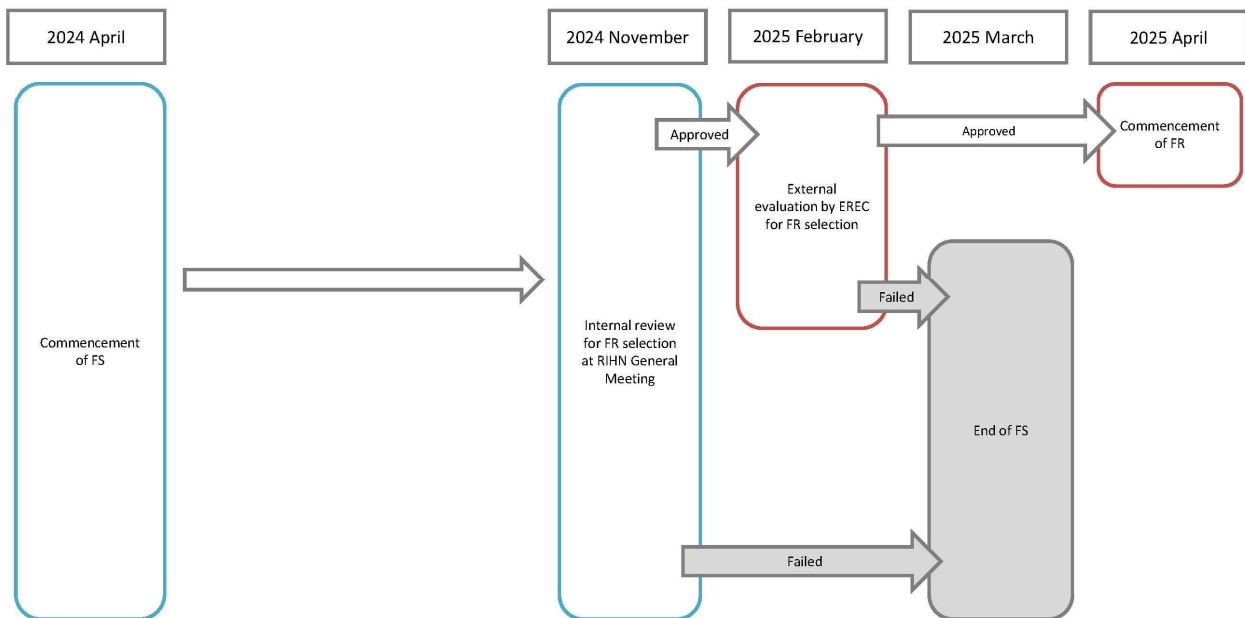 2024 April
2024 November
2025 February
2025 March
2025 April
Commencement
of FS
Internal review
for FR selection
at RIHN General
Meeting
Approved
External
evaluation by EREC
for FR selection
Approved
Commencement
of FR
Failed
End of FS
Failed